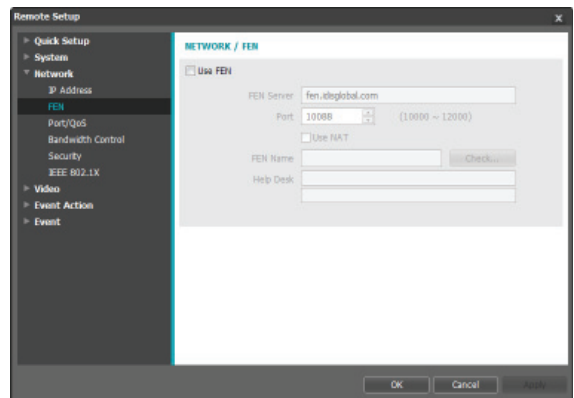 Remote Setup
x
Quick Setup
System
Network
IP Address
FEN
Port/QoS
Bandwidth Control
Security
IEEE 802.1X
Video
Event Action
Event
NETWORK / FEN
Use FEN
FEN Server fen.idisglobal.com
Port 10088 (10000 ~ 12000)
Use NAT
FEN Name Check...
Help Desk
OK Cancel Apply